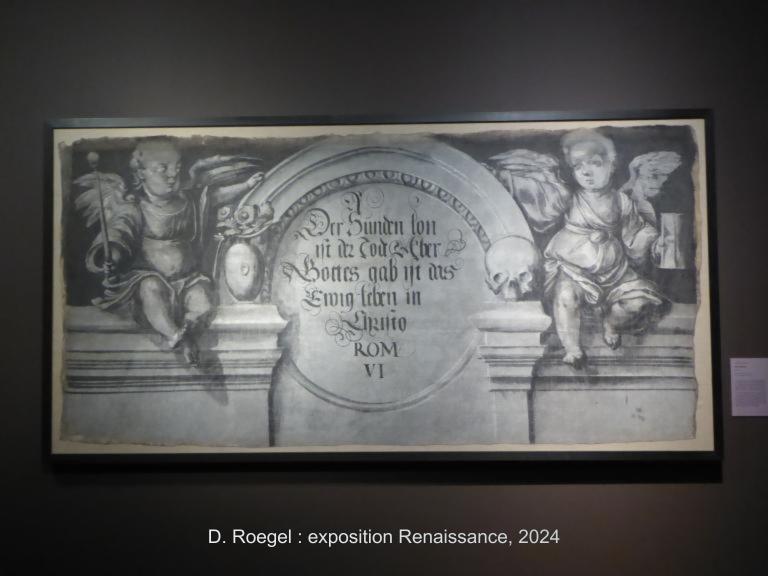 Der Sunden lon
ist der Tod Aber
Gottes gab ist das
Ewig leben in
Christo
ROM
VI
D. Roegel : exposition Renaissance, 2024